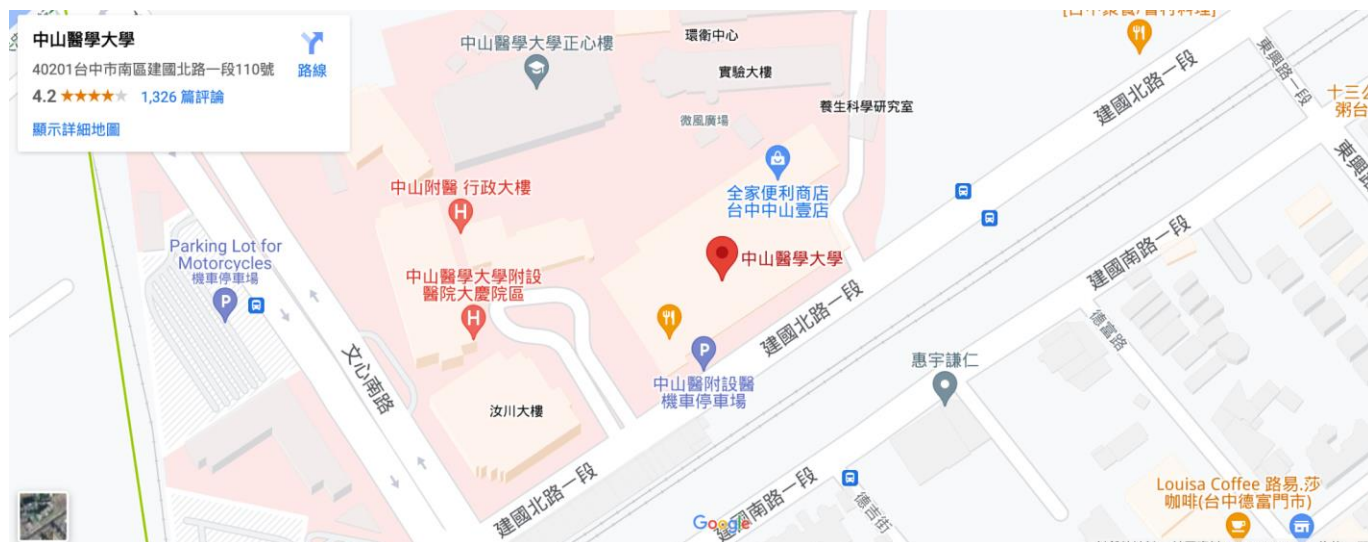 中山醫學大學
40201台中市南區建國北路一段110號
路線
4.2
1,326 篇評論
顯示詳細地圖
中山醫學大學正心樓
環衛中心
實驗大樓
養生科學研究室
微風廣場
建國北路一段
東興路一段
十三公
粥台
東興路
中山附醫 行政大樓
全家便利商店
台中中山壹店
Parking Lot for
Motorcycles
機車停車場
P
中山醫學大學附設
醫院大慶院區
H
H
中山醫學大學
建國南路一段
建國北路一段
德富路
文心南路
P
中山醫附設醫
機車停車場
惠宇謙仁
汝川大樓
建國北路一段
建國南路一段
德吉街
Google
Louisa Coffee 路易.莎
咖啡(台中德富門市)